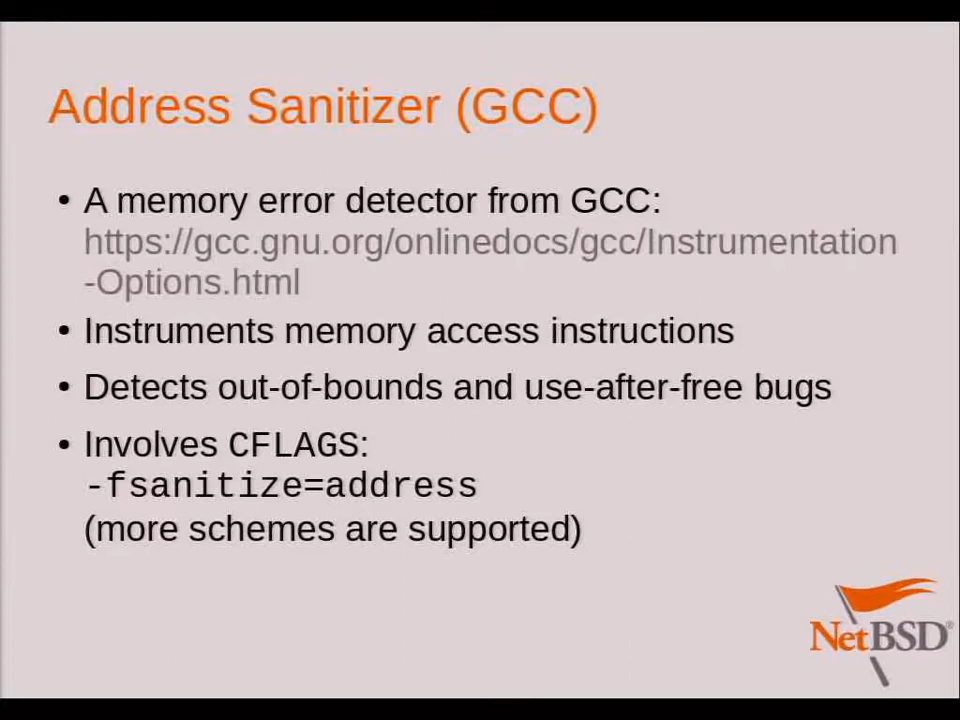 Address Sanitizer (GCC)
• A memory error detector from GCC:
https://gcc.gnu.org/onlinedocs/gcc/Instrumentation
-Options.html
• Instruments memory access instructions
• Detects out-of-bounds and use-after-free bugs
• Involves CFLAGS:
-fsanitize=address
(more schemes are supported)
NetBSD®